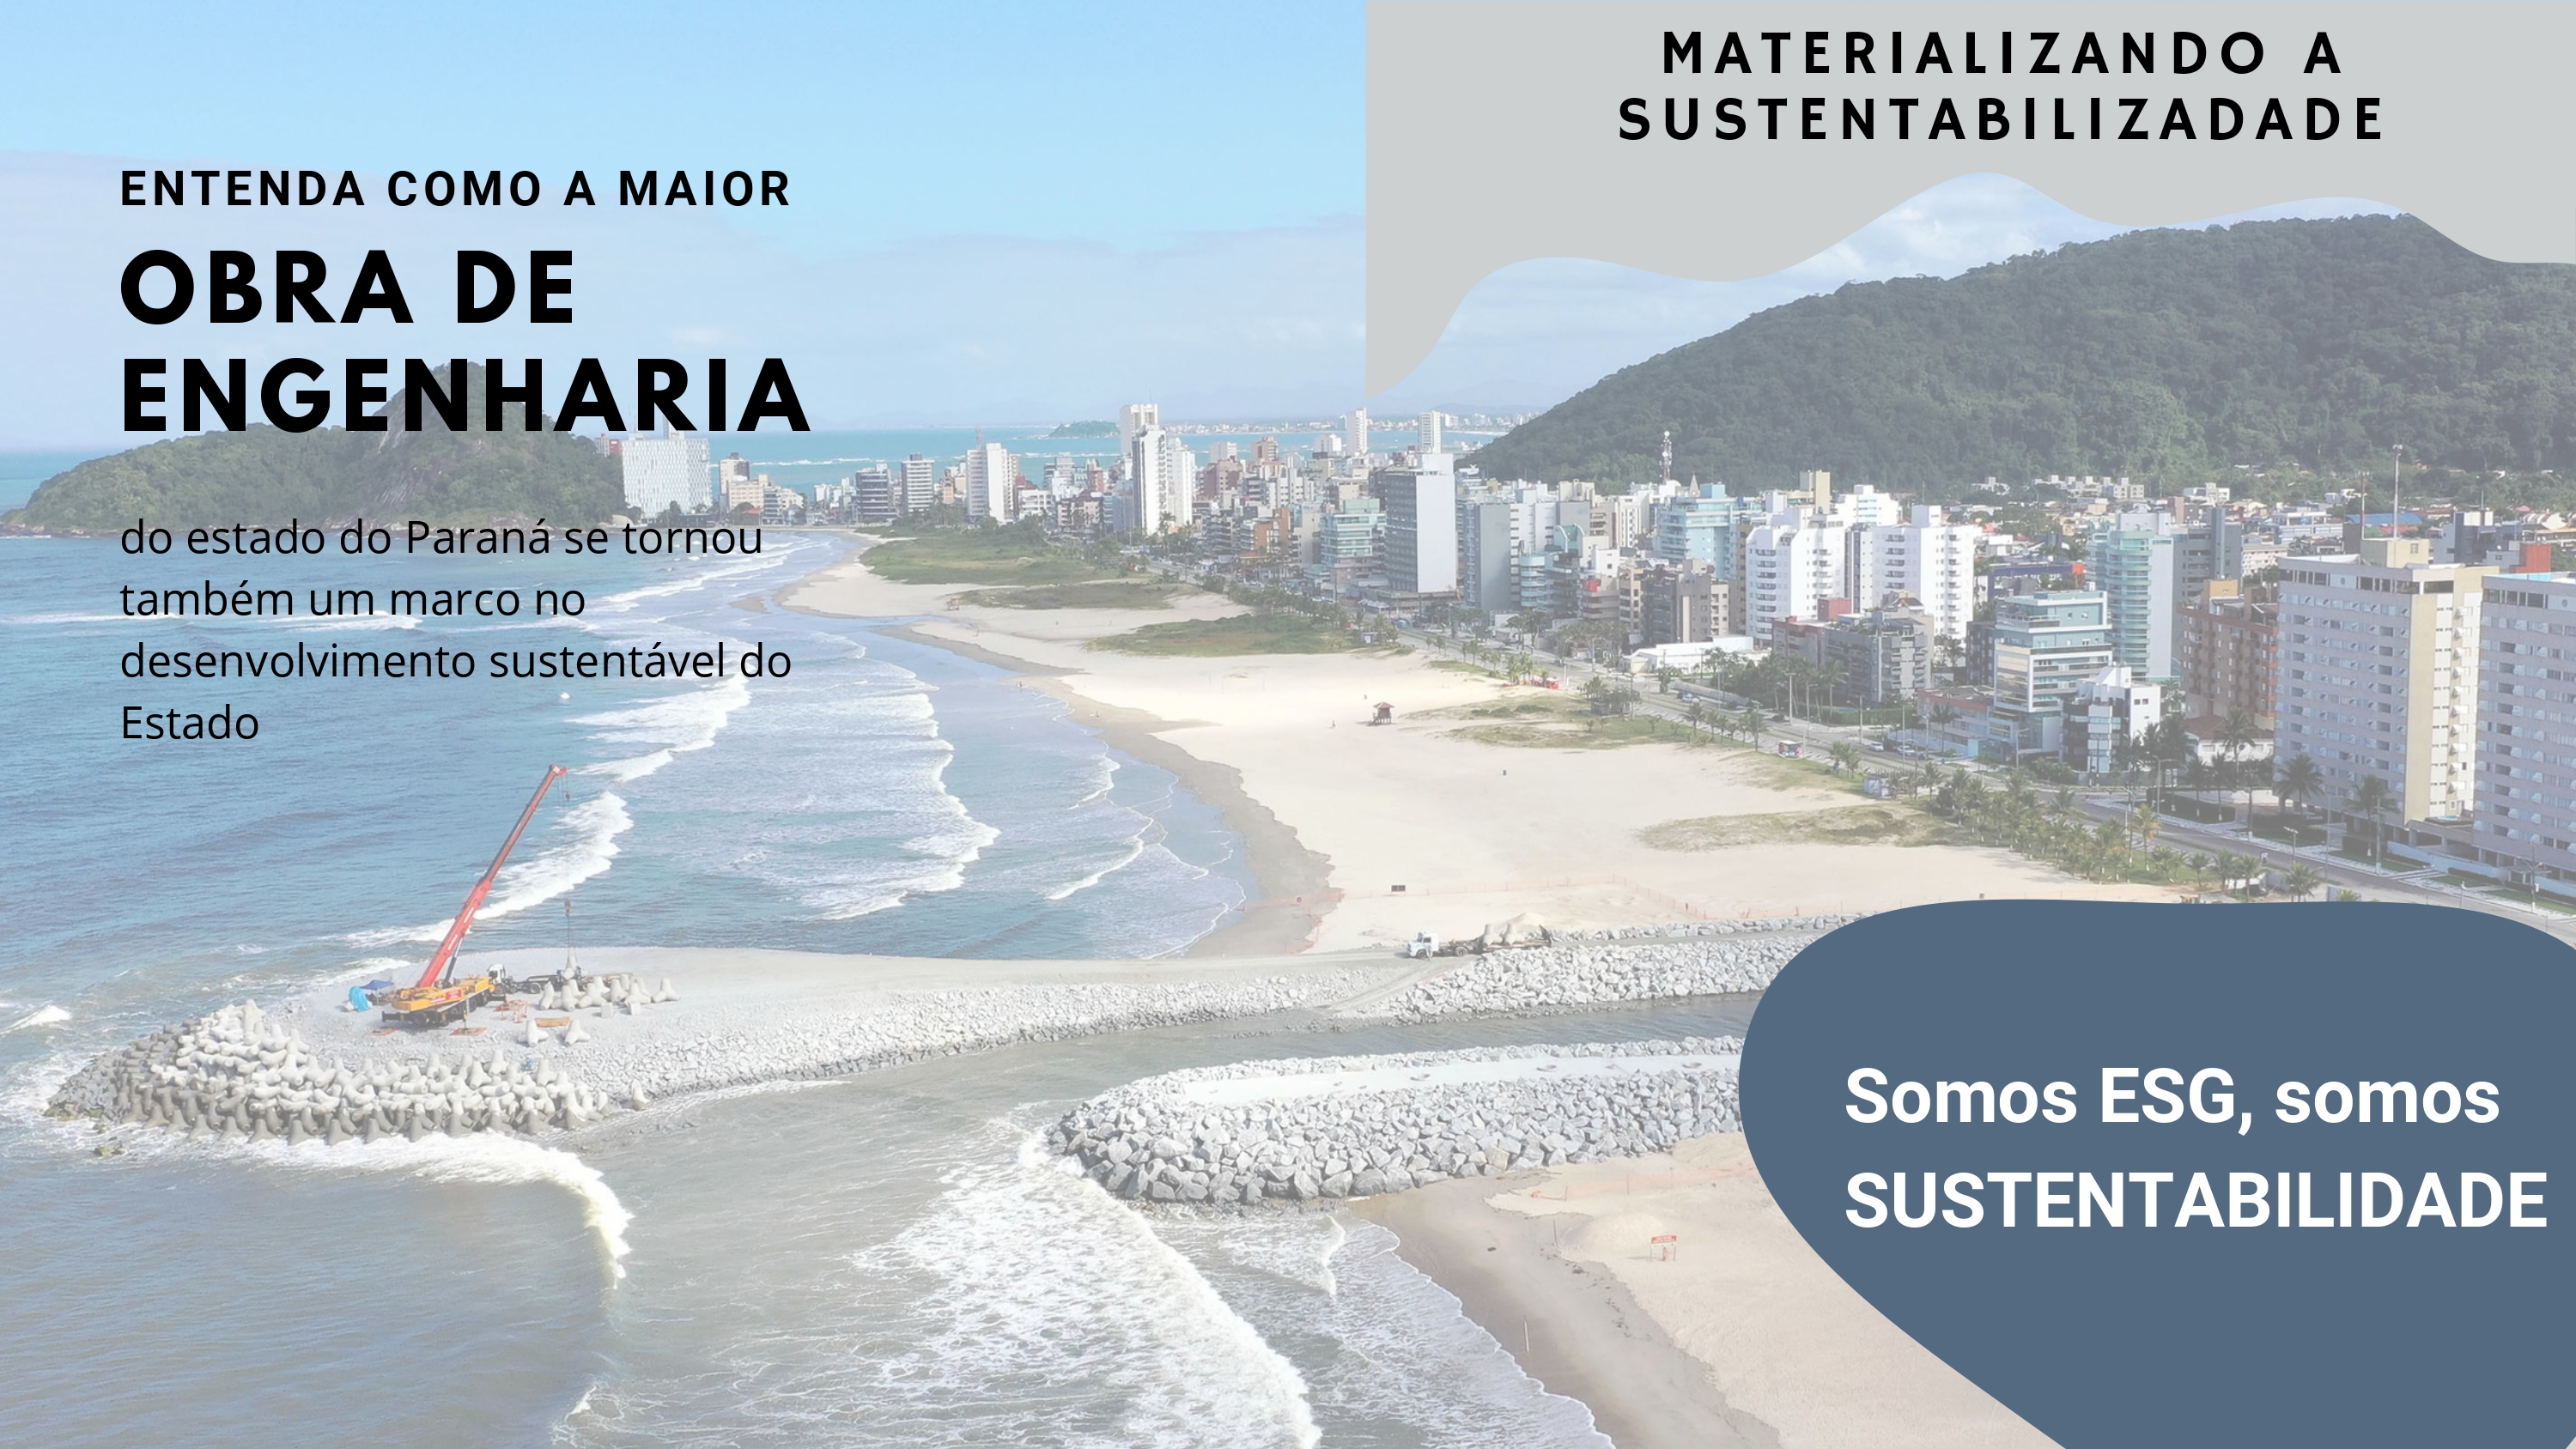 MATERIALIZANDO A
SUSTENTABILIZADADE
ENTENDA COMO A MAIOR
OBRA DE
ENGENHARIA
do estado do Paraná se tornou
também um marco no
desenvolvimento sustentável do
Estado
Somos ESG, somos
SUSTENTABILIDADE